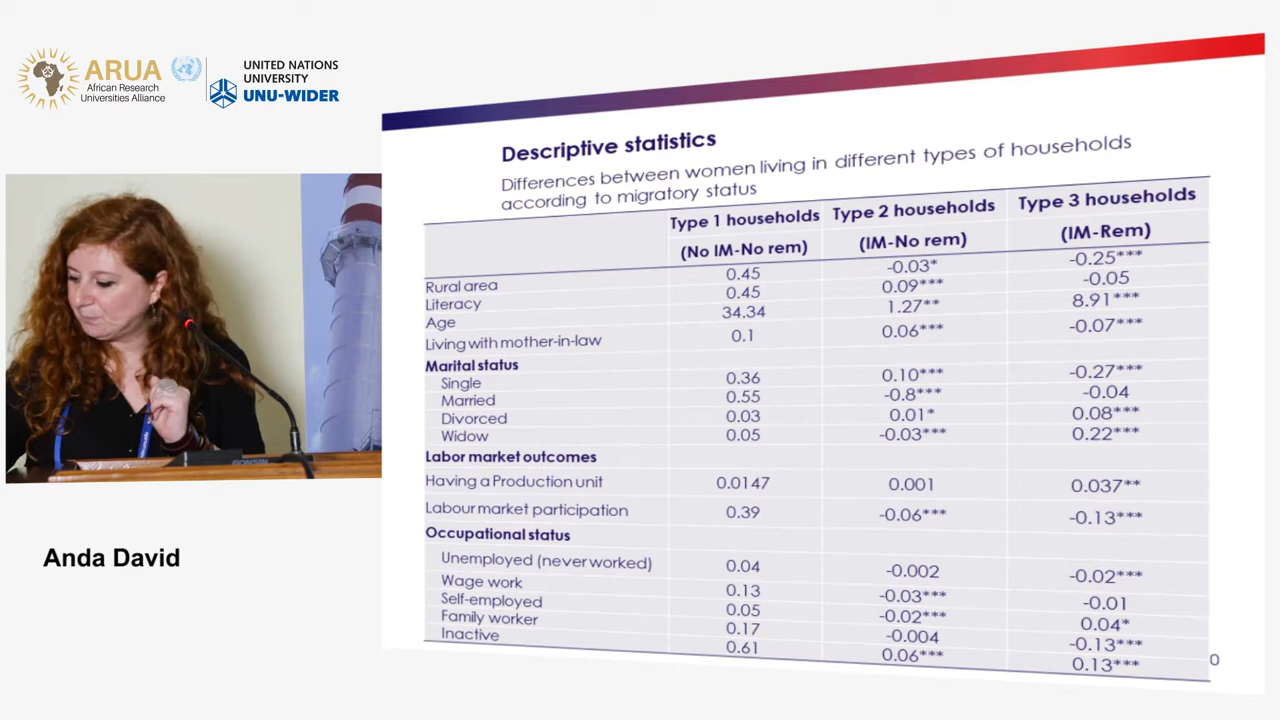 ARUA
African Research
Universities Alliance
UNITED NATIONS
UNIVERSITY
UNU-WIDER
Descriptive statistics
Differences between women living in different types of households
according to migratory status
Type 1 households Type 2 households Type 3 households
(No IM-No rem) (IM-No rem) (IM-Rem)
Rural area 0.45 -0.03* -0.25***
Literacy 0.45 0.09*** -0.05
Age 34.34 1.27** 8.91***
Living with mother-in-law 0.1 0.06*** -0.07***
Marital status
Single 0.36 0.10*** -0.27***
Married 0.55 -0.8*** -0.04
Divorced 0.03 0.01* 0.08***
Widow 0.05 -0.03*** 0.22***
Labor market outcomes
Having a Production unit 0.0147 0.001 0.037**
Labour market participation 0.39 -0.06*** -0.13***
Occupational status
Unemployed (never worked) 0.04 -0.002 -0.02***
Wage work 0.13 -0.03*** -0.01
Self-employed 0.05 -0.02*** 0.04*
Family worker 0.17 -0.004 -0.13***
Inactive 0.61 0.06*** 0.13***
0
Anda David